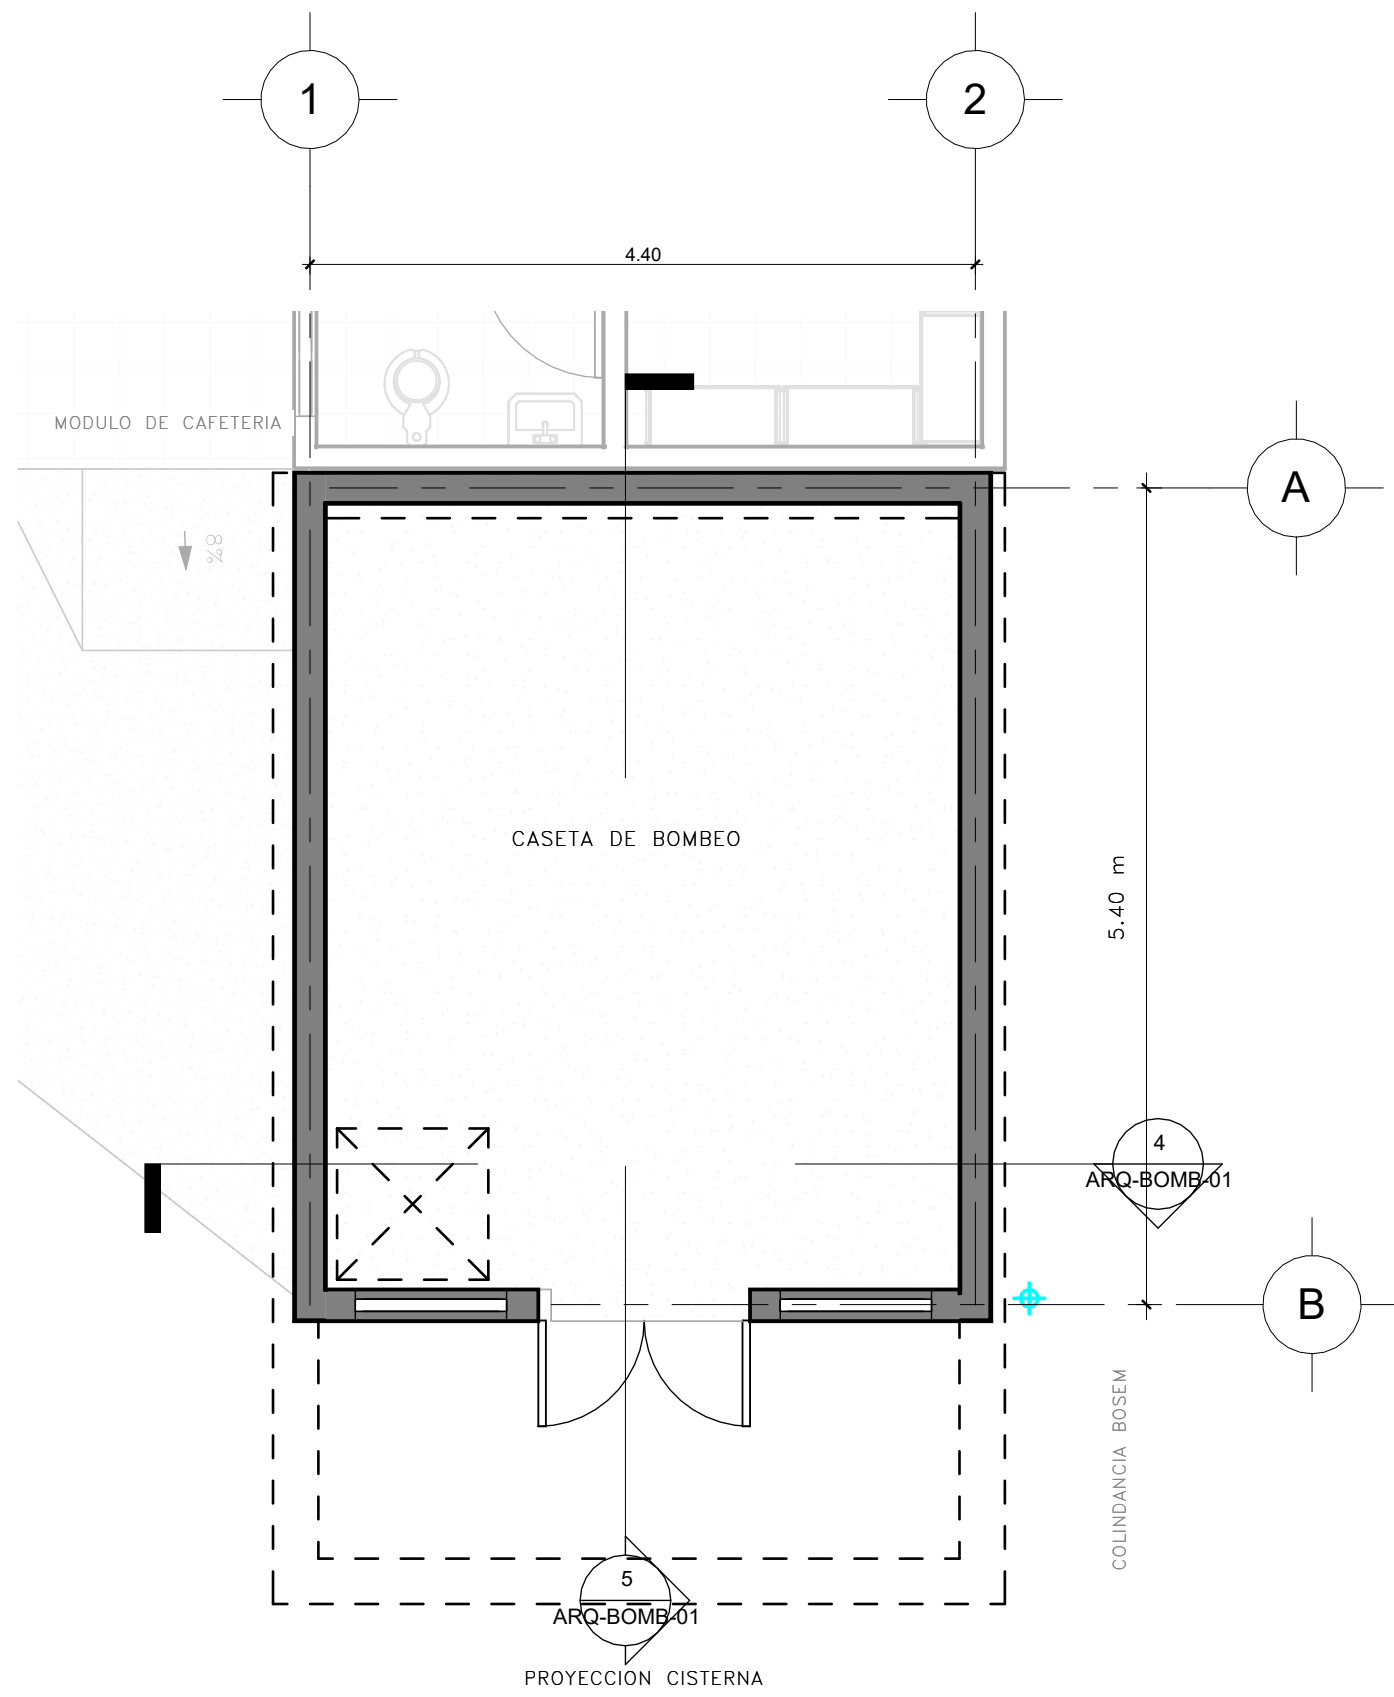 1
2
4.40
MODULO DE CAFETERIA
A
8%
CASETA DE BOMBEO
5.40 m
4
ARQ-BOMB-01
B
COLINDANCIA BOSEM
5
ARQ-BOMB-01
PROYECCION CISTERNA